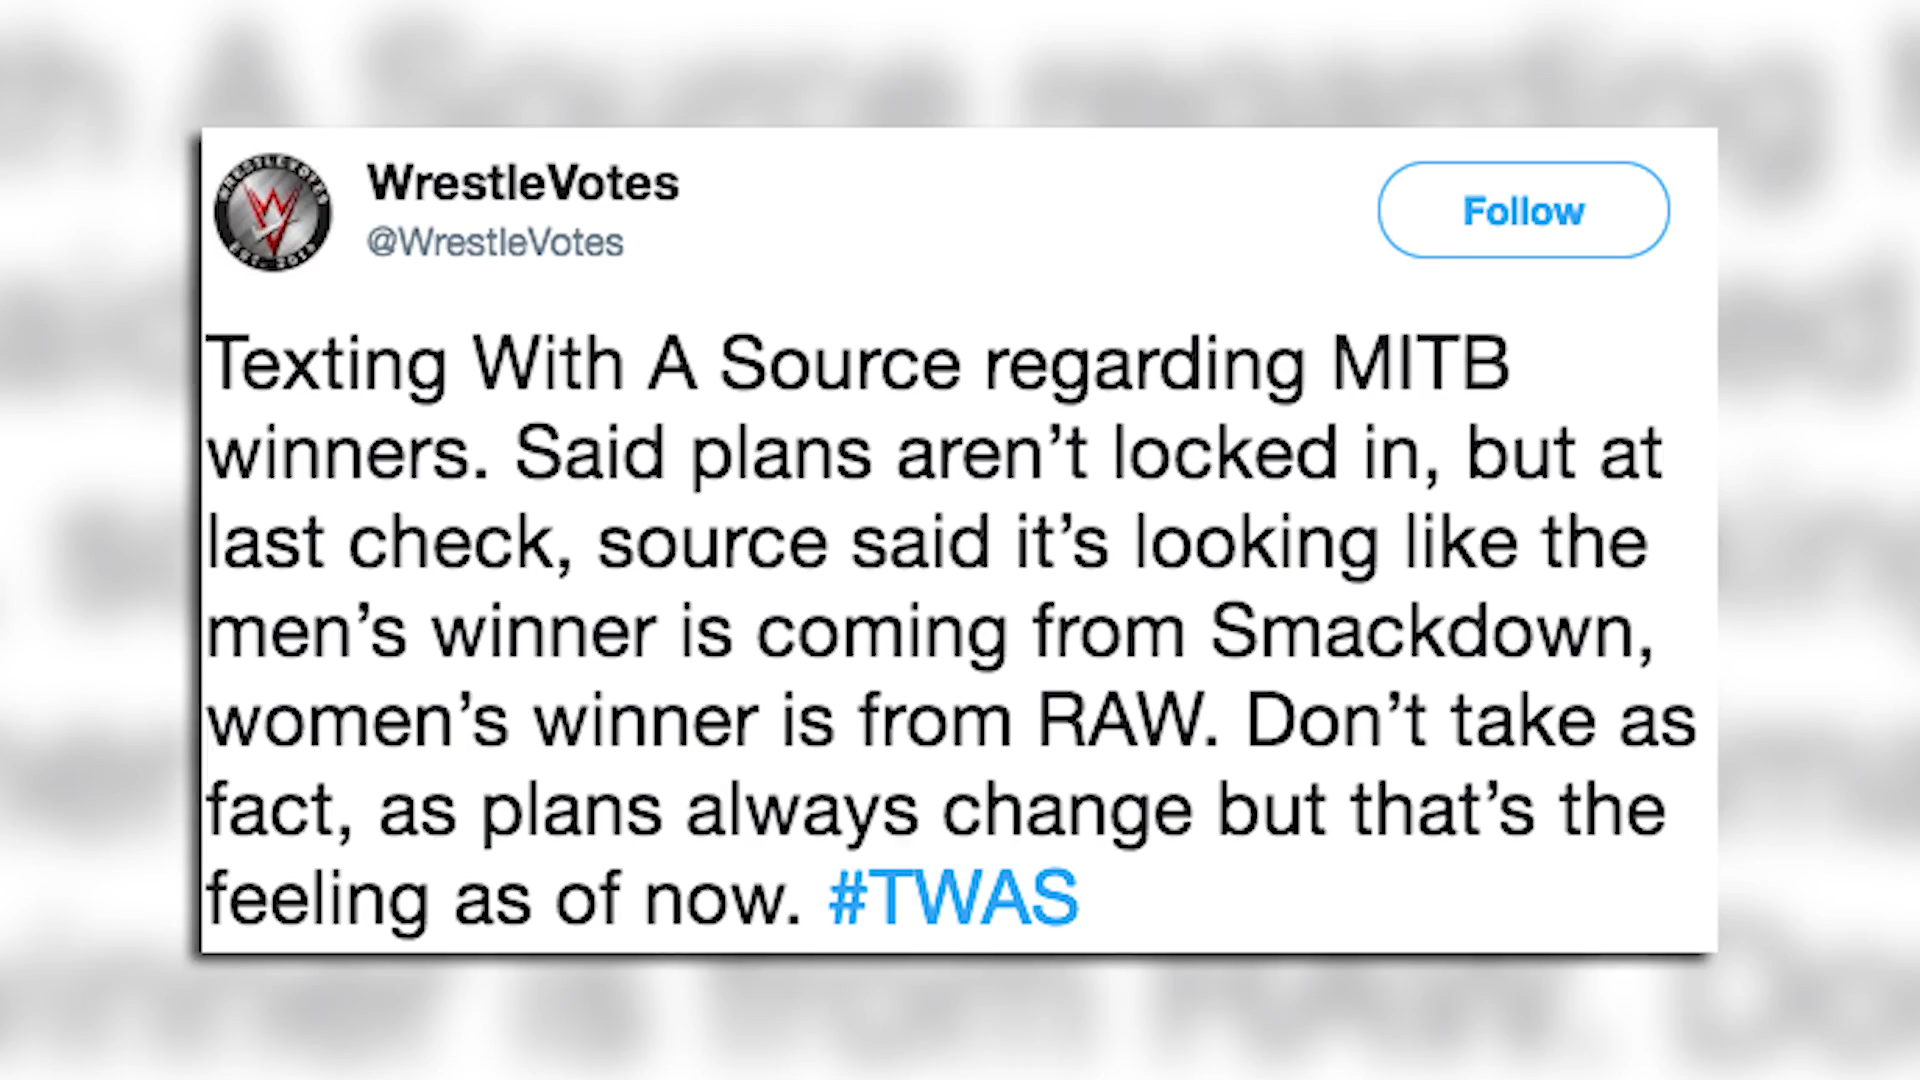 WrestleVotes
@WrestleVotes
Follow
Texting With A Source regarding MITB
winners. Said plans aren’t locked in, but at
last check, source said it’s looking like the
men’s winner is coming from Smackdown,
women’s winner is from RAW. Don’t take as
fact, as plans always change but that’s the
feeling as of now. #TWAS